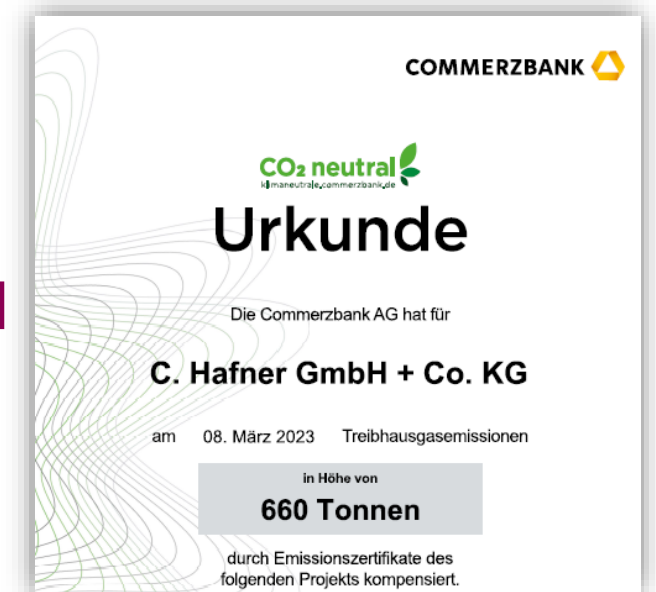 COMMERZBANK
CO₂ neutral
klimaneutrale.commerzbank.de
Urkunde
Die Commerzbank AG hat für
C. Hafner GmbH + Co. KG
am 08. März 2023 Treibhausgasemissionen
in Höhe von
660 Tonnen
durch Emissionszertifikate des
folgenden Projekts kompensiert.